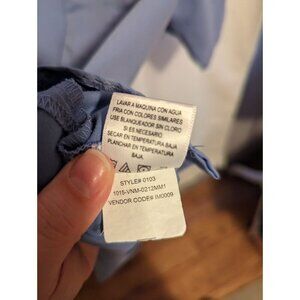 LAVAR A MAQUINA CON AGUA
FRIA CON COLORES SIMILARES
USE BLANQUEADOR SIN CLORO
SI ES NECESARIO
SECAR EN TEMPERATURA
BAJA
PLANCHAR EN TEMPERATURA
BAJA.
STYLE# 0103
1015-VNM-0212MM1
VENDOR CODE# IM0009